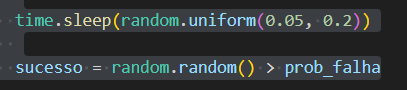 time.sleep(random.uniform(0.05, 0.2))
sucesso = random.random() > prob_falha